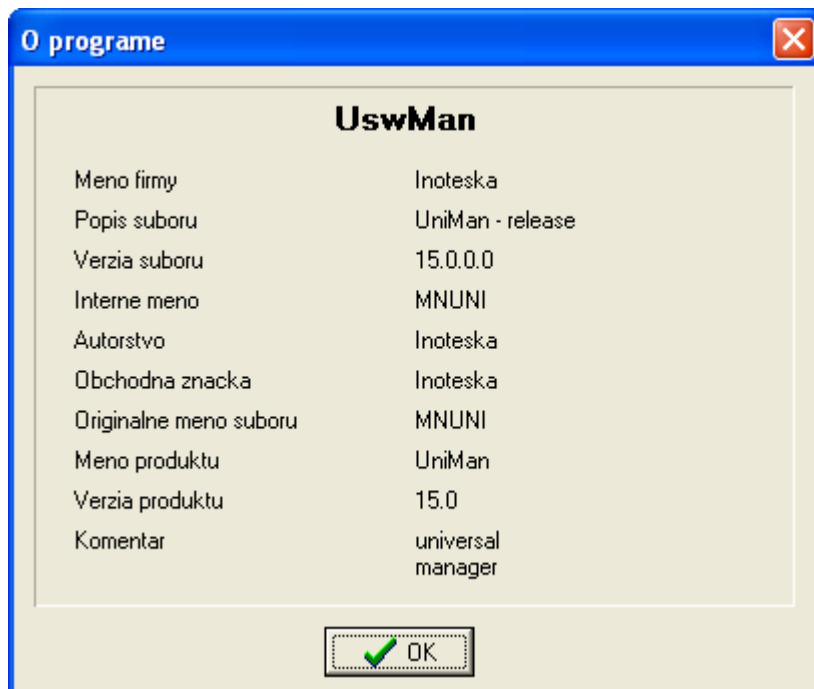 O programe
UswMan
Meno firmy Inoteska
Popis suboru UniMan - release
Verzia suboru 15.0.0.0
Interne meno MNUNI
Autorstvo Inoteska
Obchodna znacka Inoteska
Originalne meno suboru MNUNI
Meno produktu UniMan
Verzia produktu 15.0
Komentar universal
manager
OK